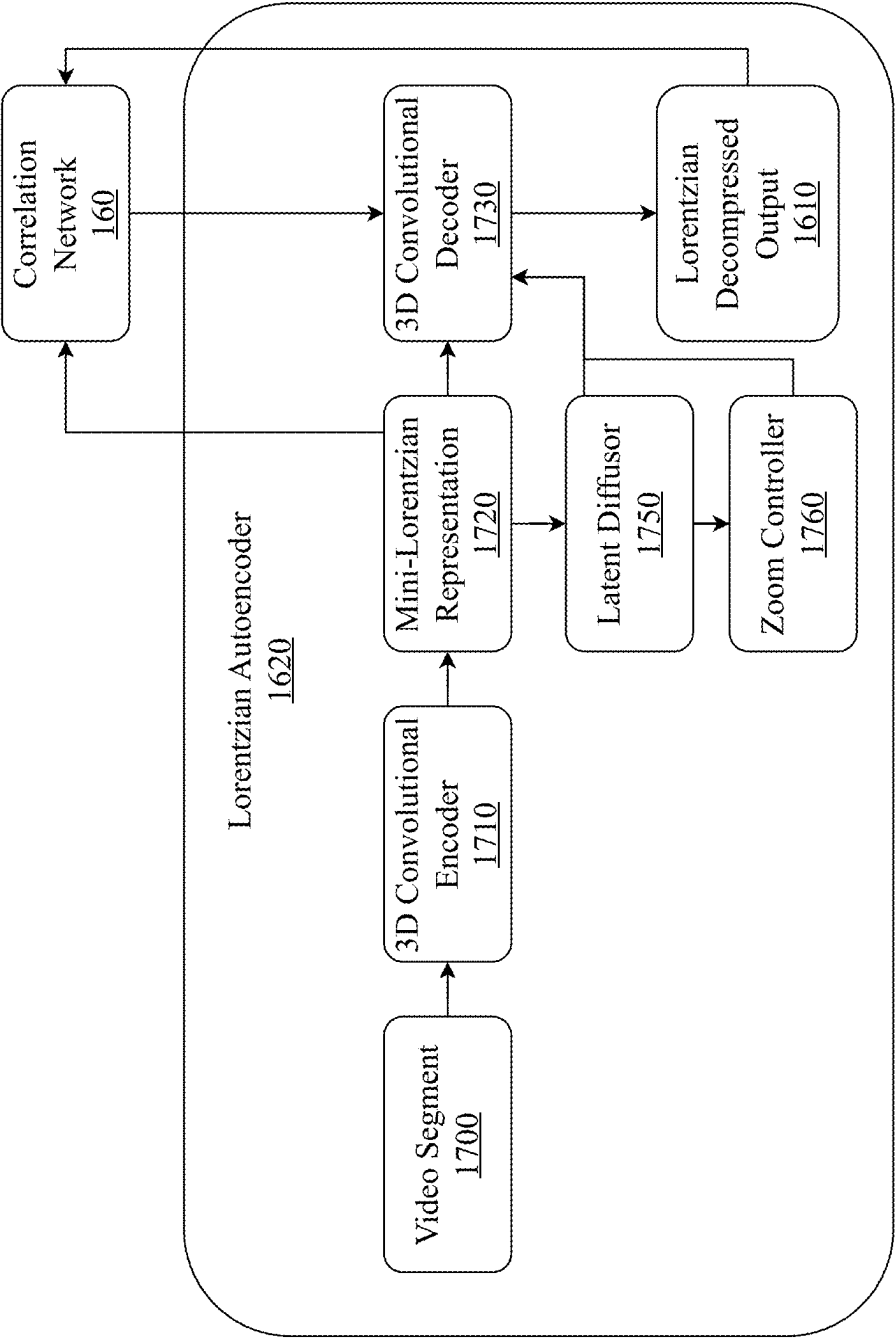 Correlation
Network
160
Lorentzian Autoencoder
1620
Video Segment
1700
3D Convolutional
Encoder
1710
Mini-Lorentzian
Representation
1720
3D Convolutional
Decoder
1730
Latent Diffusor
1750
Lorentzian
Decompressed
Output
1610
Zoom Controller
1760